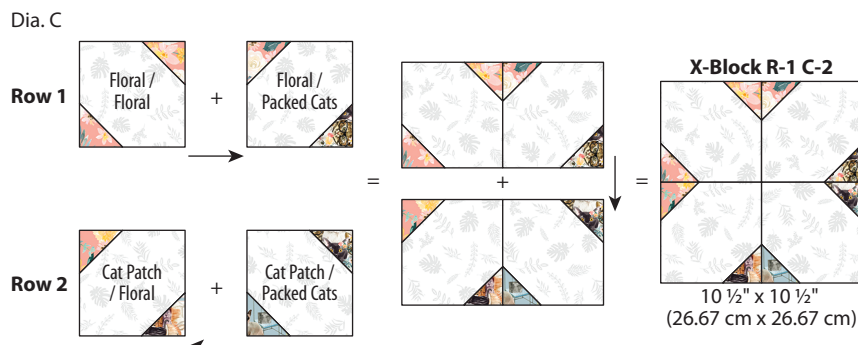 Dia. C
Row 1
Floral /
Floral
+
Floral /
Packed Cats
=
+
=
X-Block R-1 C-2
Row 2
Cat Patch
/ Floral
+
Cat Patch /
Packed Cats
10 ½" x 10 ½"
(26.67 cm x 26.67 cm)